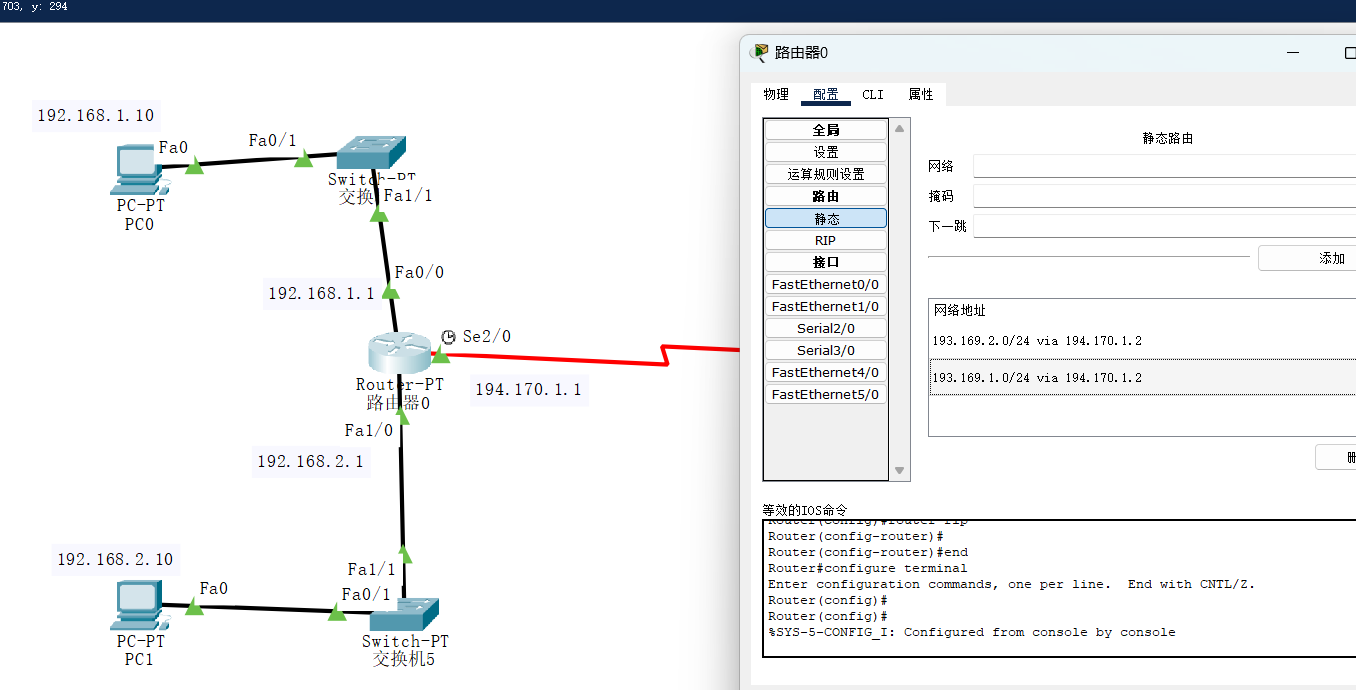 703, y: 294
192.168.1.10
Fa0
Fa0/1
Switch-PT
交换
Fa1/1
PC-PT
PC0
Fa0/0
192.168.1.1
Se2/0
Router-PT
路由器0
194.170.1.1
Fa1/0
192.168.2.1
192.168.2.10
Fa0
Fa1/1
Fa0/1
PC-PT
PC1
Switch-PT
交换机5
路由器0
物理 配置 CLI 属性
全局
设置
运算规则设置
路由
静态
RIP
接口
FastEthernet0/0
FastEthernet1/0
Serial2/0
Serial3/0
FastEthernet4/0
FastEthernet5/0
静态路由
网络
掩码
下一跳
添加
网络地址
193.169.2.0/24 via 194.170.1.2
193.169.1.0/24 via 194.170.1.2
等效的IOS命令
Router(config)#router rip
Router(config-router)#
Router(config-router)#end
Router#configure terminal
Enter configuration commands, one per line.  End with CNTL/Z.
Router(config)#
Router(config)#
%SYS-5-CONFIG_I: Configured from console by console